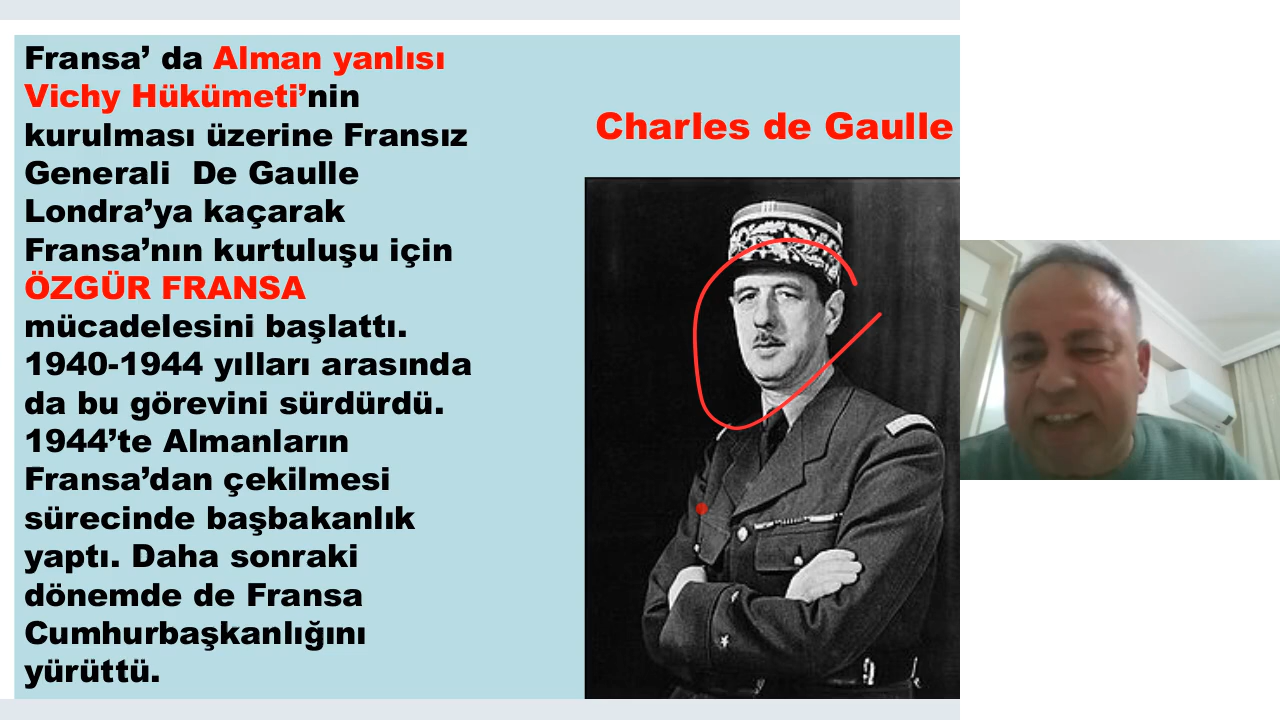 Fransa’ da Alman yanlısı
Vichy Hükümeti’nin
kurulması üzerine Fransız
Generali  De Gaulle
Londra’ya kaçarak
Fransa’nın kurtuluşu için
ÖZGÜR FRANSA
mücadelesini başlattı.
1940-1944 yılları arasında
da bu görevini sürdürdü.
1944’te Almanların
Fransa’dan çekilmesi
sürecinde başbakanlık
yaptı. Daha sonraki
dönemde de Fransa
Cumhurbaşkanlığını
yürüttü.
Charles de Gaulle